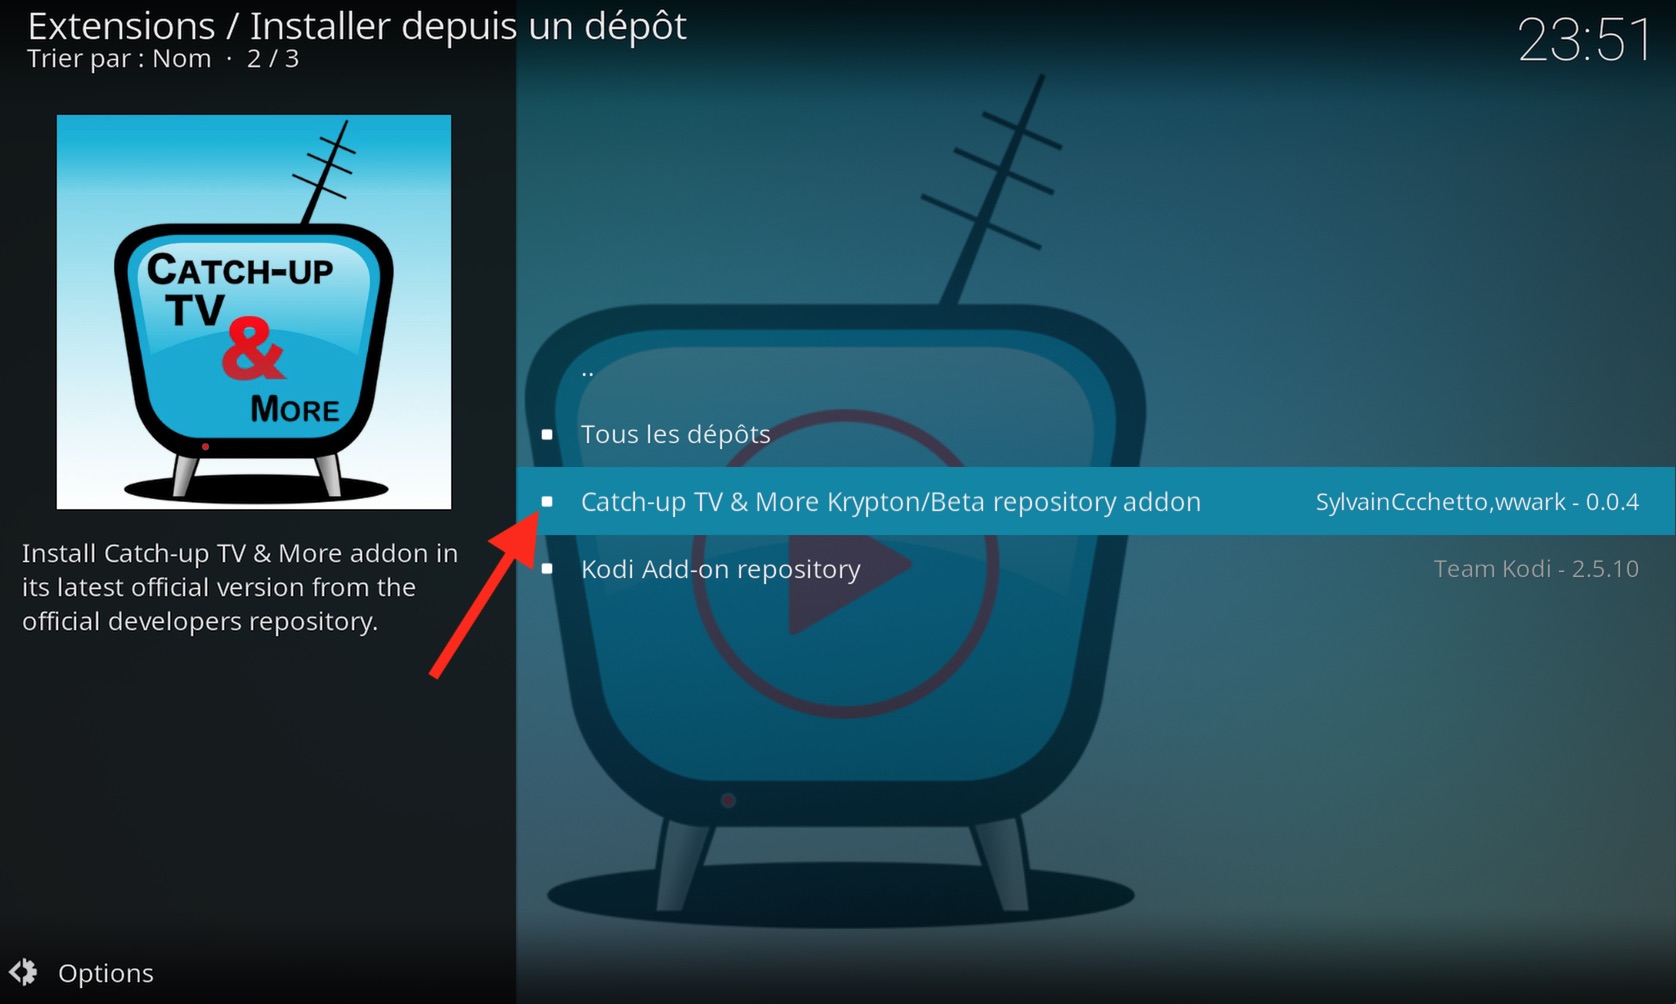 Extensions / Installer depuis un dépôt
Trier par : Nom · 2 / 3
23:51
CATCH-UP
TV
&
MORE
Install Catch-up TV & More addon in
its latest official version from the
official developers repository.
..
Tous les dépôts
Catch-up TV & More Krypton/Beta repository addon SylvainCcchetto,wwark - 0.0.4
Kodi Add-on repository Team Kodi - 2.5.10
Options